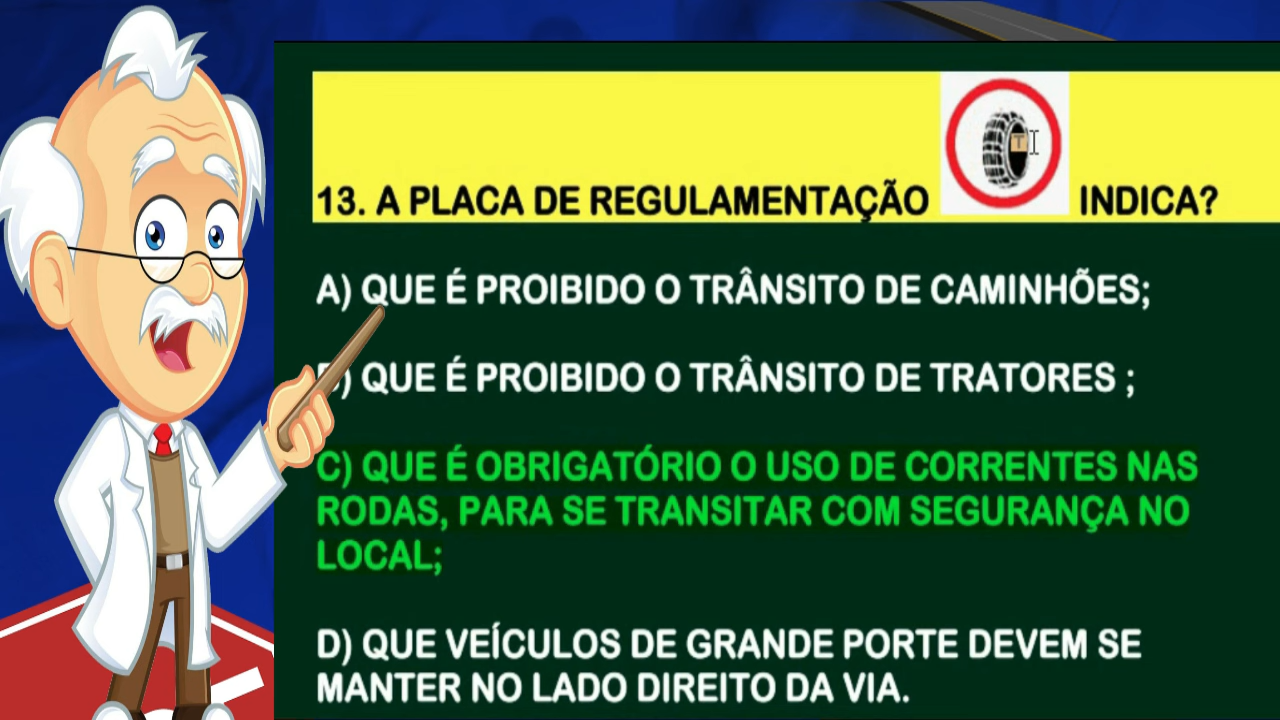 13. A PLACA DE REGULAMENTAÇÃO INDICA?
A) QUE É PROIBIDO O TRÂNSITO DE CAMINHÕES;
B) QUE É PROIBIDO O TRÂNSITO DE TRATORES ;
C) QUE É OBRIGATÓRIO O USO DE CORRENTES NAS
RODAS, PARA SE TRANSITAR COM SEGURANÇA NO
LOCAL;
D) QUE VEÍCULOS DE GRANDE PORTE DEVEM SE
MANTER NO LADO DIREITO DA VIA.